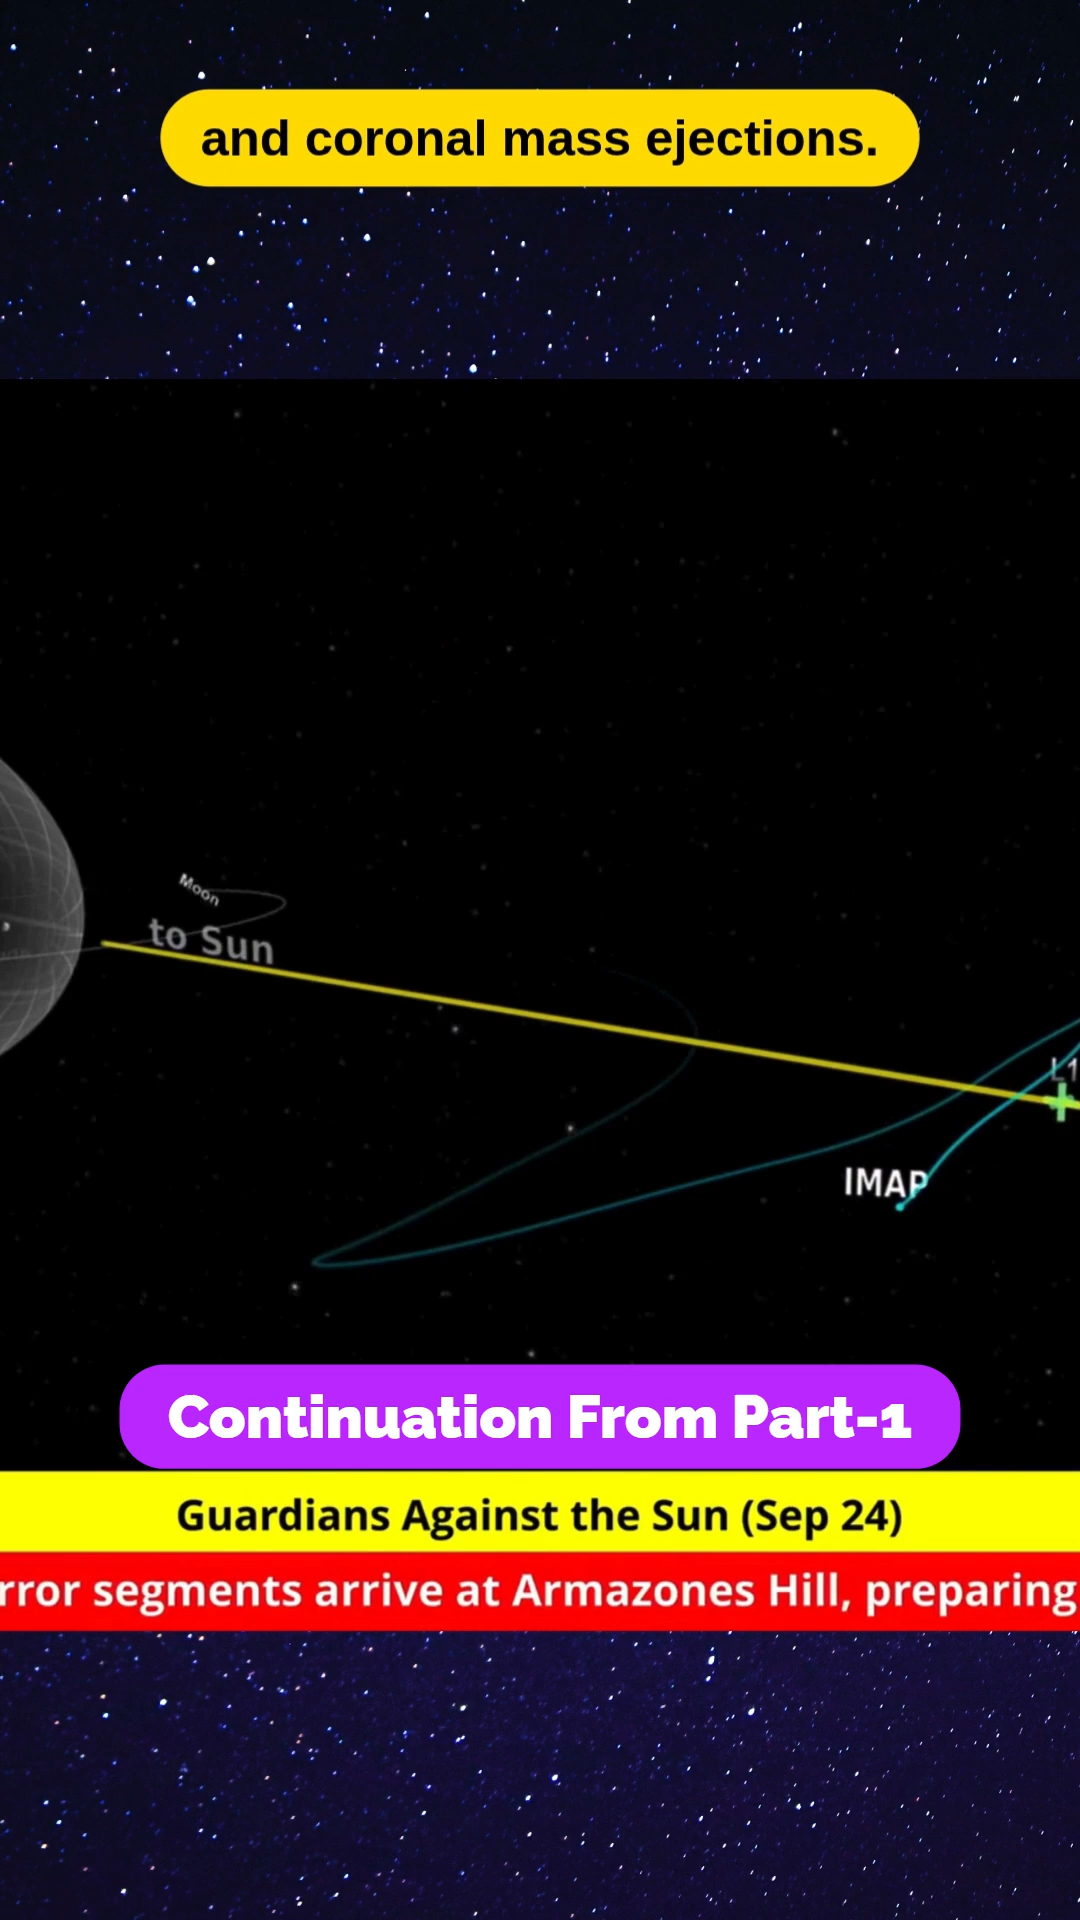 and coronal mass ejections.
Moon
to Sun
L1
IMAP
Continuation From Part-1
Guardians Against the Sun (Sep 24)
rror segments arrive at Armazones Hill, preparing